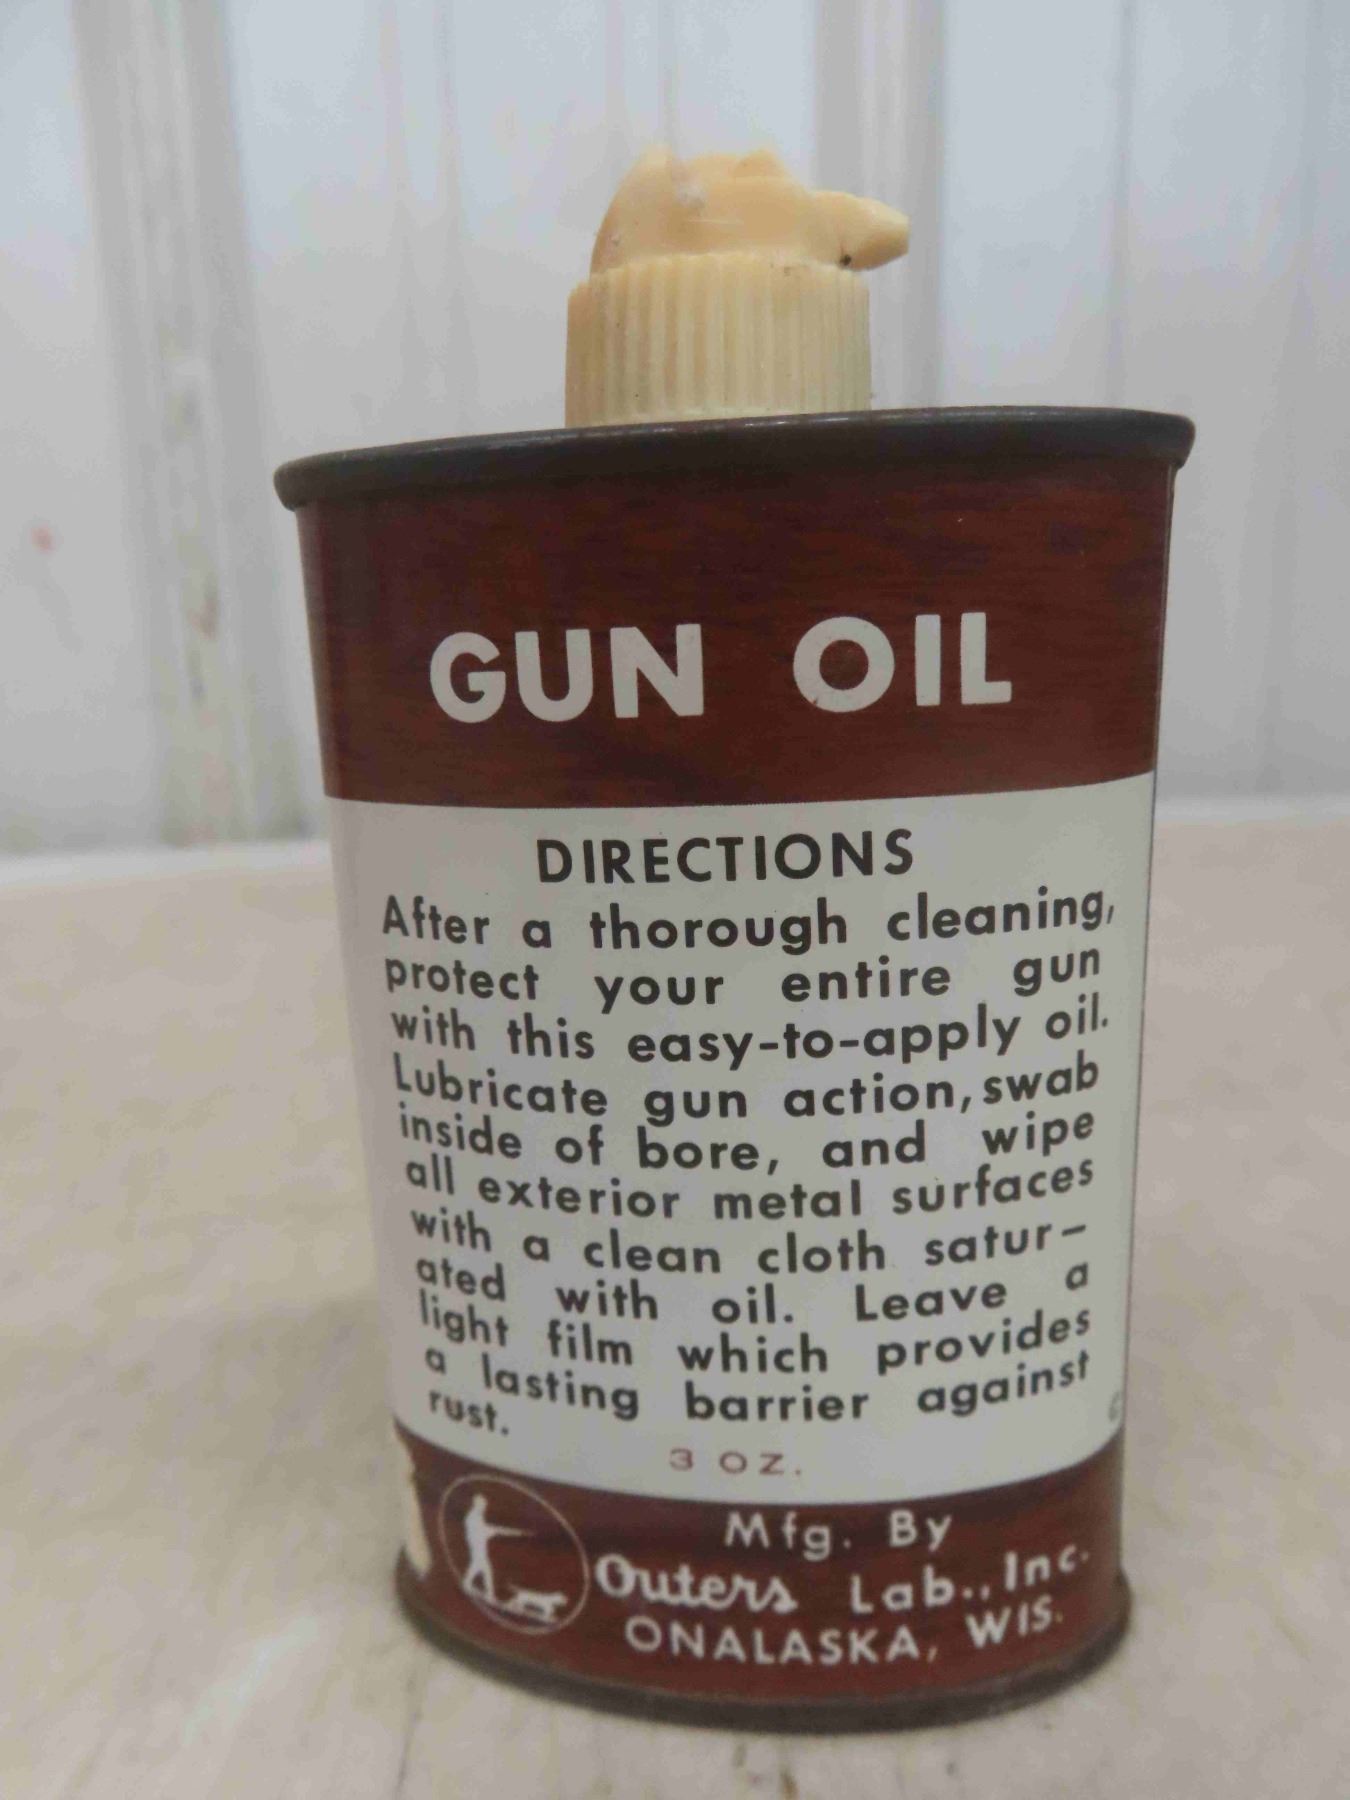 GUN OIL
DIRECTIONS
After a thorough cleaning,
protect your entire gun
with this easy-to-apply oil.
Lubricate gun action, swab
inside of bore, and wipe
all exterior metal surfaces
with a clean cloth satur-
ated with oil. Leave a
light film which provides
a lasting barrier against
rust.
3 OZ.
Mfg. By
Outers Lab., Inc.
ONALASKA, WIS.